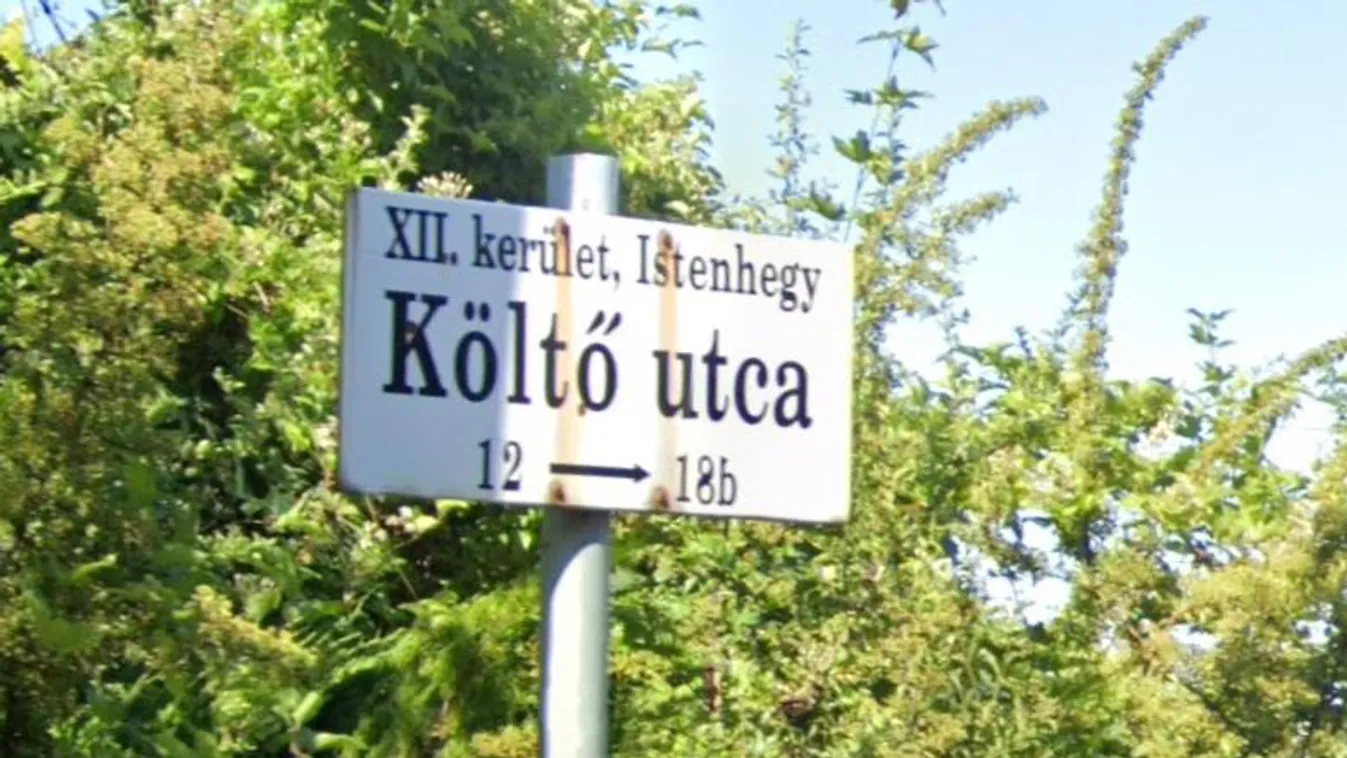 XII. kerület, Istenhegy
Költő utca
12 → 18b